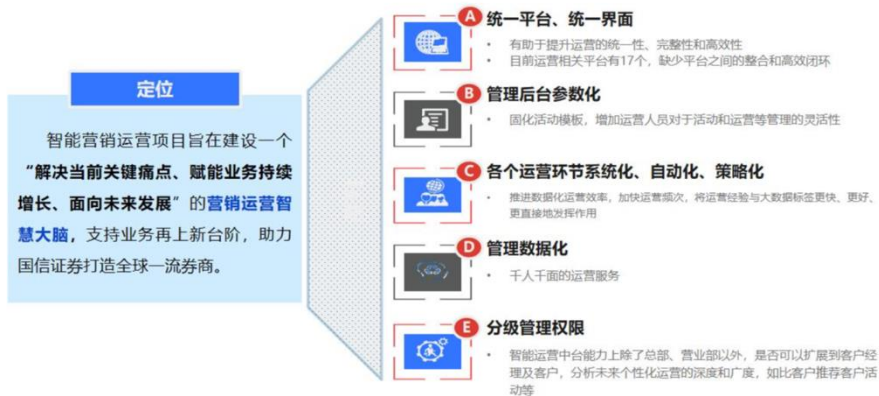 定位
智能营销运营项目旨在建设一个
“解决当前关键痛点、赋能业务持续
增长、面向未来发展”的营销运营智
慧大脑，支持业务再上新台阶，助力
国信证券打造全球一流券商。
A 统一平台、统一界面
• 有助于提升运营的统一性、完整性和高效性
• 目前运营相关平台有17个，缺少平台之间的整合和高效闭环
B 管理后台参数化
• 固化活动模板，增加运营人员对于活动和运营等管理的灵活性
C 各个运营环节系统化、自动化、策略化
• 推进数据化运营效率，加快运营频次，将运营经验与大数据标签更快、更好、
更直接地发挥作用
D 管理数据化
• 千人千面的运营服务
E 分级管理权限
• 智能运营中台能力上除了总部、营业部以外，是否可以扩展到客户经
理及客户，分析未来个性化运营的深度和广度，如比客户推荐客户活
动等